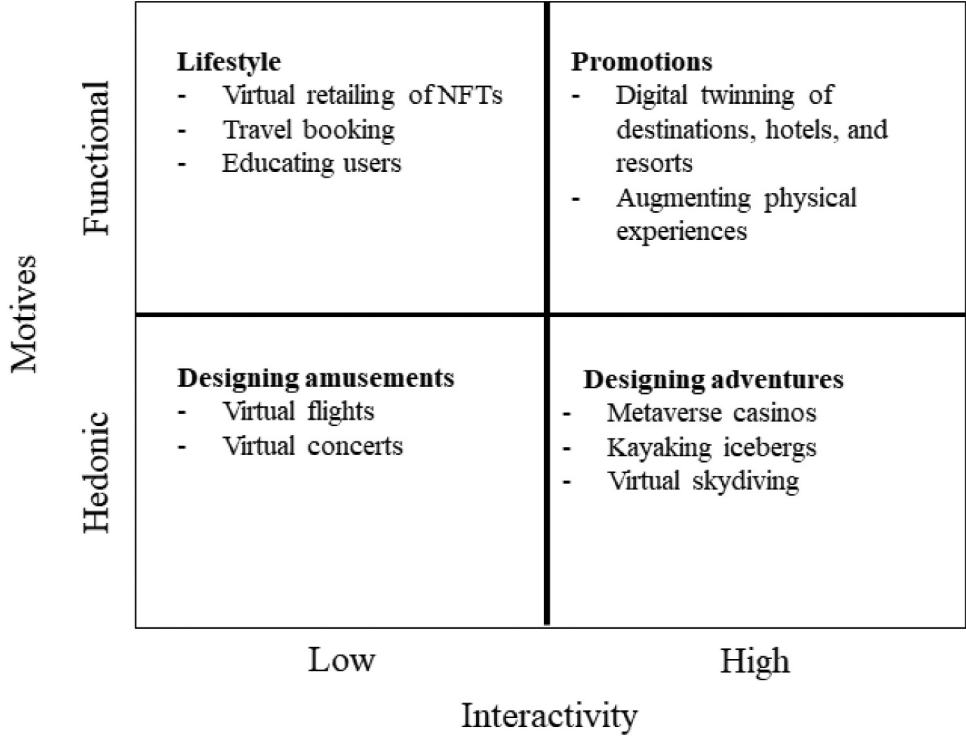 Motives
Functional
Lifestyle
- Virtual retailing of NFTs
- Travel booking
- Educating users
Promotions
- Digital twinning of
destinations, hotels, and
resorts
- Augmenting physical
experiences
Hedonic
Designing amusements
- Virtual flights
- Virtual concerts
Designing adventures
- Metaverse casinos
- Kayaking icebergs
- Virtual skydiving
Low
High
Interactivity